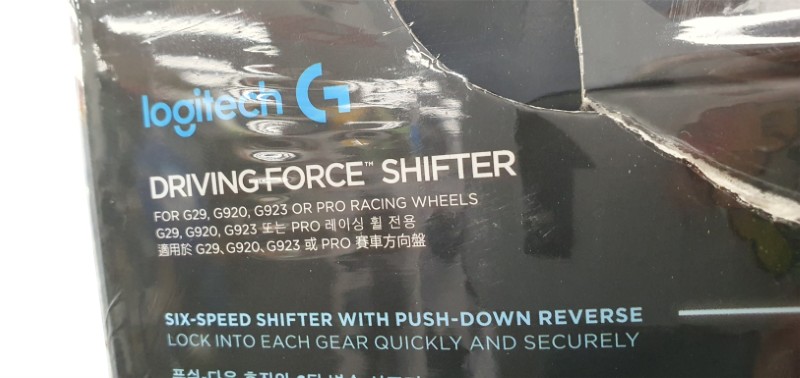 logitech G
DRIVING FORCE™ SHIFTER
FOR G29, G920, G923 OR PRO RACING WHEELS
G29, G920, G923 또는 PRO 레이싱 휠 전용
適用於 G29、G920、G923 或 PRO 賽車方向盤
SIX-SPEED SHIFTER WITH PUSH-DOWN REVERSE
LOCK INTO EACH GEAR QUICKLY AND SECURELY